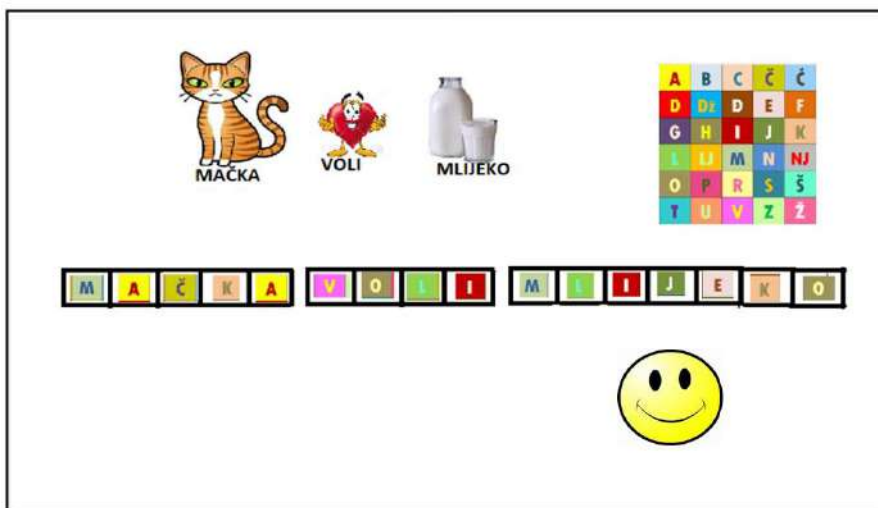 MAČKA
VOLI
MLIJEKO
A B C Č Ć
D Dž D E F
G H I J K
L LJ M N NJ
O P R S Š
T U V Z Ž
M A Č K A V O L I M L I J E K O